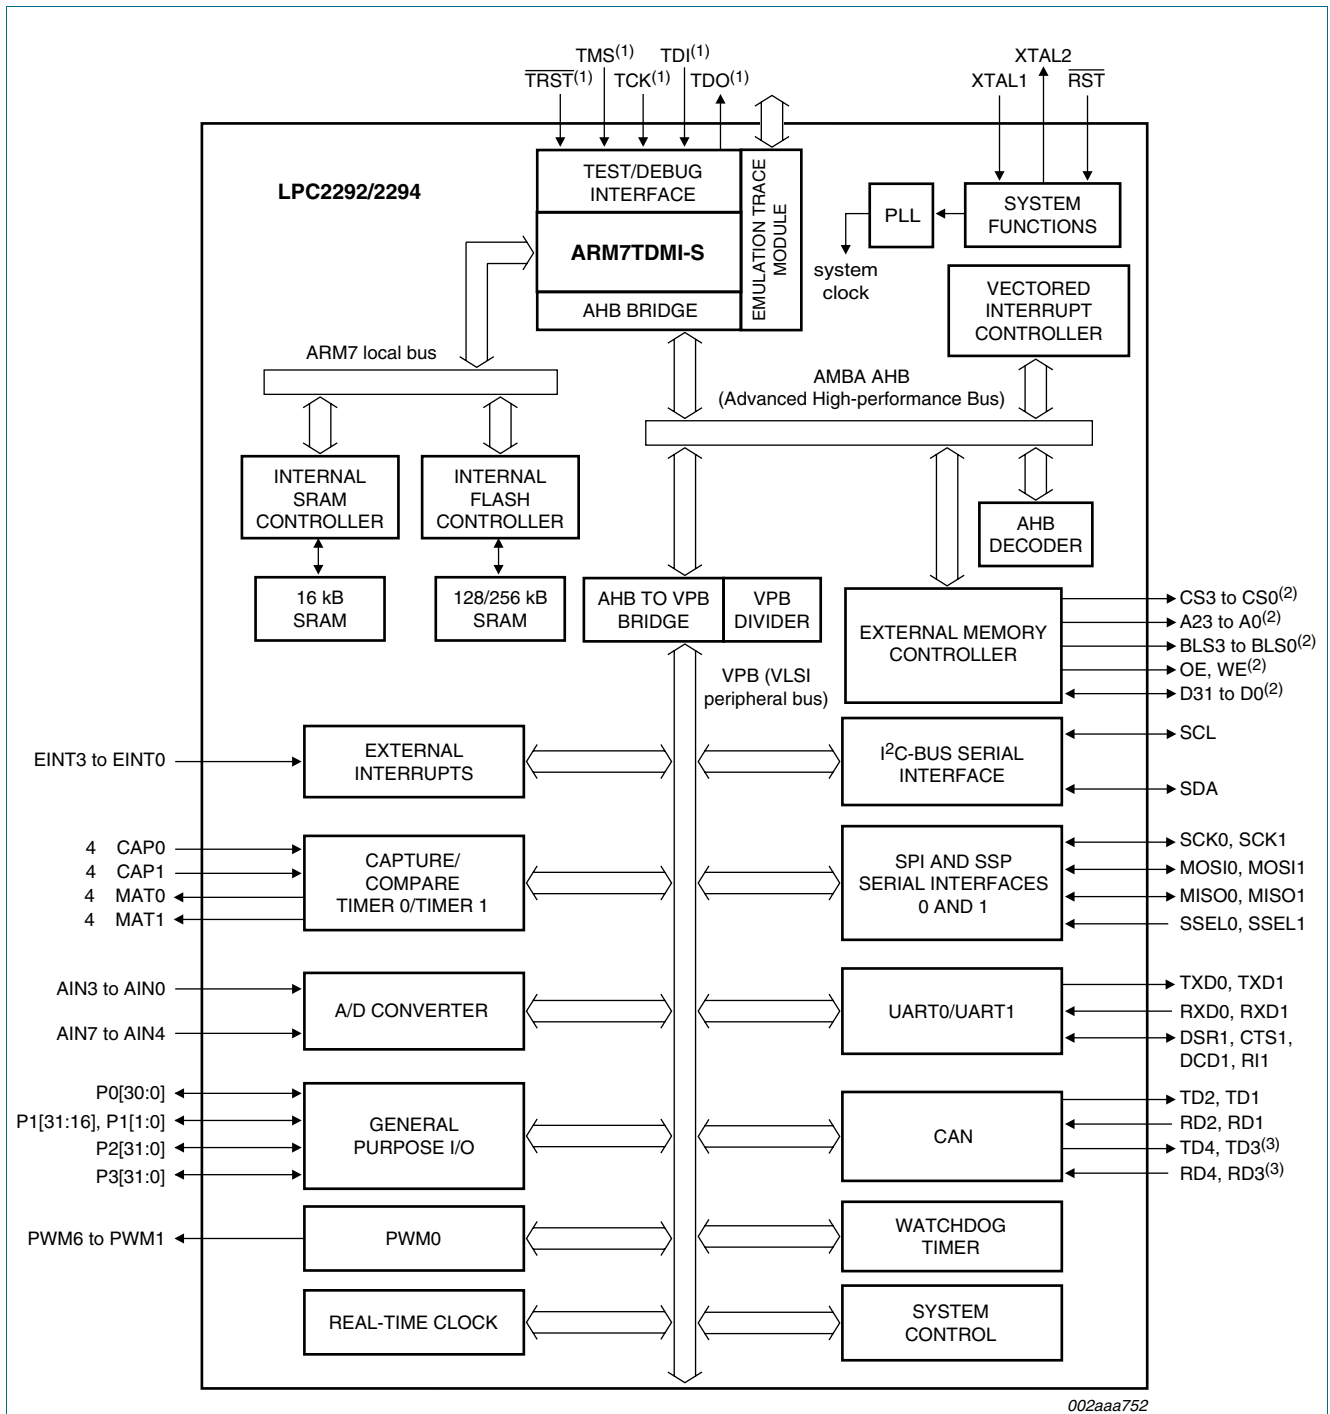 TMS(1)
TDI(1)
XTAL2
TRST(1)
TCK(1)
TDO(1)
XTAL1
RST
LPC2292/2294
TEST/DEBUG
INTERFACE
ARM7TDMI-S
AHB BRIDGE
EMULATION TRACE
MODULE
PLL
SYSTEM
FUNCTIONS
system
clock
VECTORED
INTERRUPT
CONTROLLER
ARM7 local bus
AMBA AHB
(Advanced High-performance Bus)
INTERNAL
SRAM
CONTROLLER
INTERNAL
FLASH
CONTROLLER
AHB
DECODER
16 kB
SRAM
128/256 kB
SRAM
AHB TO VPB
BRIDGE
VPB
DIVIDER
EXTERNAL MEMORY
CONTROLLER
CS3 to CS0(2)
A23 to A0(2)
BLS3 to BLS0(2)
OE, WE(2)
D31 to D0(2)
VPB (VLSI
peripheral bus)
EINT3 to EINT0
EXTERNAL
INTERRUPTS
I2C-BUS SERIAL
INTERFACE
SCL
SDA
4 CAP0
4 CAP1
4 MAT0
4 MAT1
CAPTURE/
COMPARE
TIMER 0/TIMER 1
SPI AND SSP
SERIAL INTERFACES
0 AND 1
SCK0, SCK1
MOSI0, MOSI1
MISO0, MISO1
SSEL0, SSEL1
AIN3 to AIN0
AIN7 to AIN4
A/D CONVERTER
UART0/UART1
TXD0, TXD1
RXD0, RXD1
DSR1, CTS1,
DCD1, RI1
P0[30:0]
P1[31:16], P1[1:0]
P2[31:0]
P3[31:0]
GENERAL
PURPOSE I/O
CAN
TD2, TD1
RD2, RD1
TD4, TD3(3)
RD4, RD3(3)
PWM6 to PWM1
PWM0
WATCHDOG
TIMER
REAL-TIME CLOCK
SYSTEM
CONTROL
002aaa752